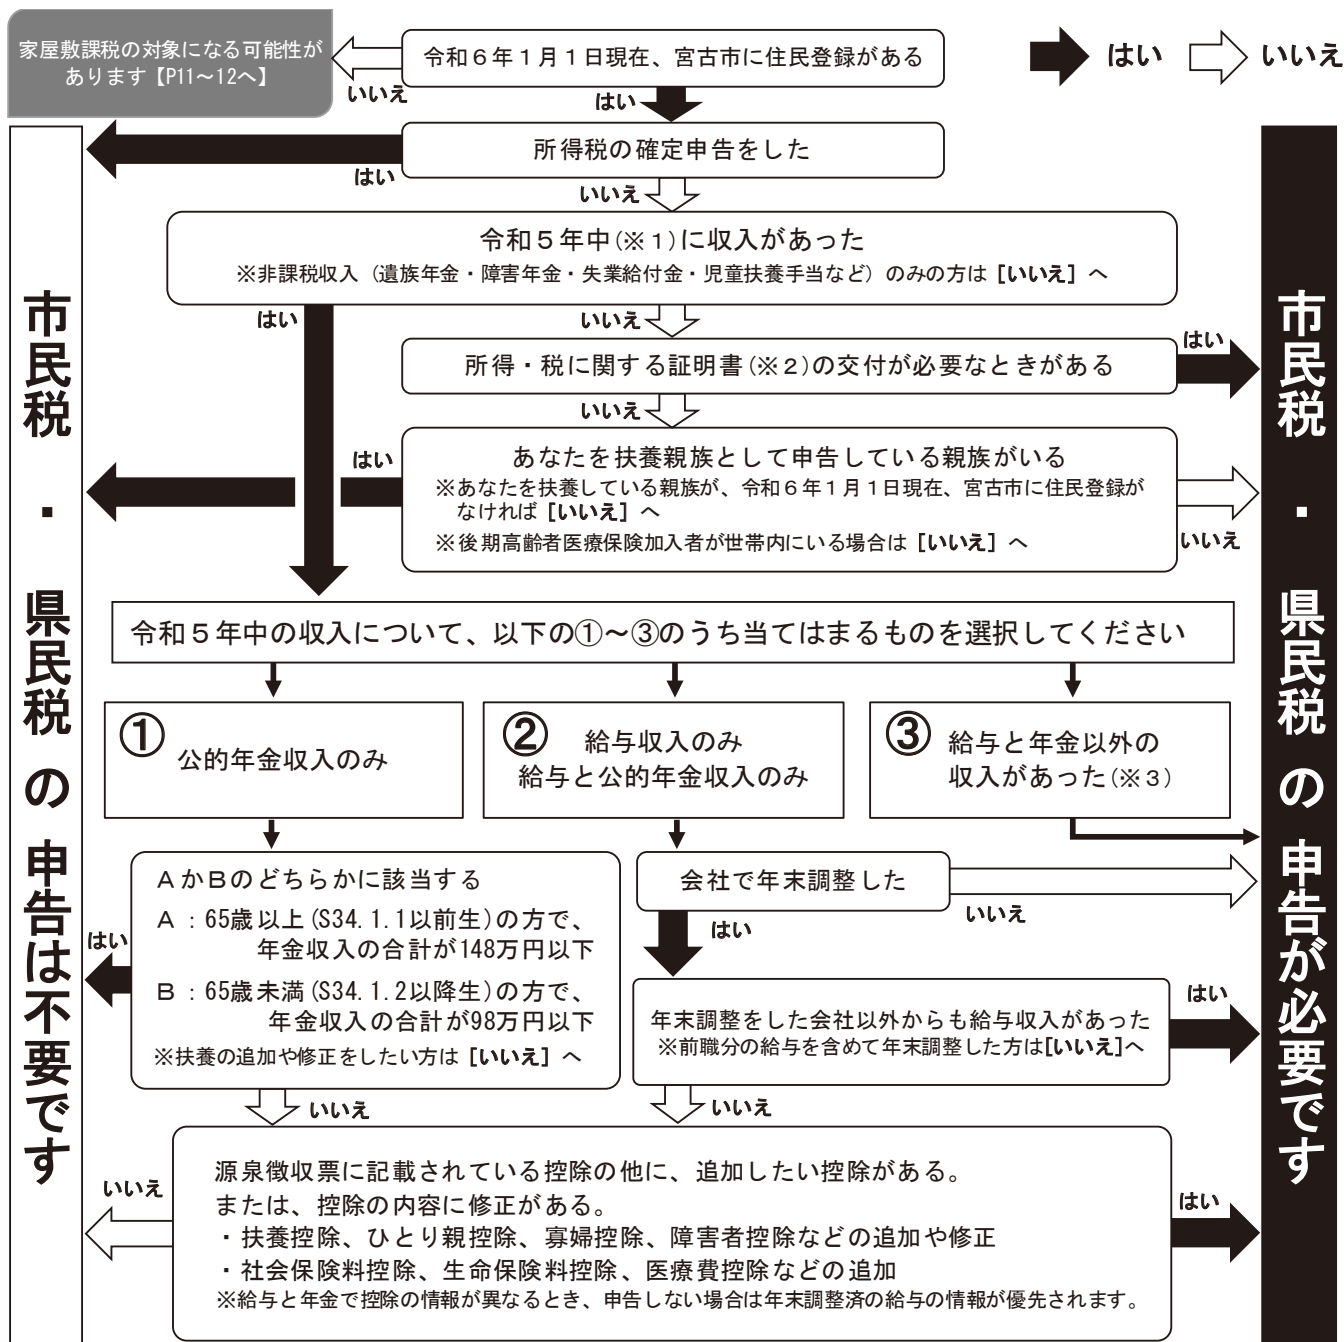 家屋敷課税の対象になる可能性が
あります【P11～12へ】
令和６年１月１日現在、宮古市に住民登録がある
はい
いいえ
いいえ
はい
所得税の確定申告をした
はい
いいえ
令和５年中(※１)に収入があった
※非課税収入（遺族年金・障害年金・失業給付金・児童扶養手当など）のみの方は［いいえ］へ
はい
いいえ
所得・税に関する証明書(※２)の交付が必要なときがある
はい
いいえ
あなたを扶養親族として申告している親族がいる
※あなたを扶養している親族が、令和６年１月１日現在、宮古市に住民登録が
なければ［いいえ］へ
※後期高齢者医療保険加入者が世帯内にいる場合は［いいえ］へ
はい
いいえ
令和５年中の収入について、以下の①～③のうち当てはまるものを選択してください
① 公的年金収入のみ
② 給与収入のみ
給与と公的年金収入のみ
③ 給与と年金以外の
収入があった(※３)
ＡかＢのどちらかに該当する
Ａ：65歳以上(S34.1.1以前生)の方で、
年金収入の合計が148万円以下
Ｂ：65歳未満(S34.1.2以降生)の方で、
年金収入の合計が98万円以下
※扶養の追加や修正をしたい方は［いいえ］へ
はい
いいえ
会社で年末調整した
いいえ
はい
年末調整をした会社以外からも給与収入があった
※前職分の給与を含めて年末調整した方は[いいえ]へ
はい
いいえ
源泉徴収票に記載されている控除の他に、追加したい控除がある。
または、控除の内容に修正がある。
・扶養控除、ひとり親控除、寡婦控除、障害者控除などの追加や修正
・社会保険料控除、生命保険料控除、医療費控除などの追加
※給与と年金で控除の情報が異なるとき、申告しない場合は年末調整済の給与の情報が優先されます。
いいえ
はい
市民税・県民税の申告は不要です
市民税・県民税の申告が必要です